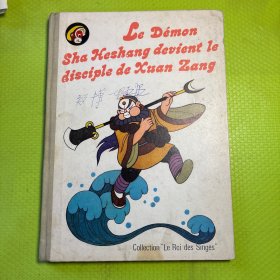 Le Démon
Sha Heshang devient le
disciple de Xuan Zang
Collection "Le Roi des Singes"